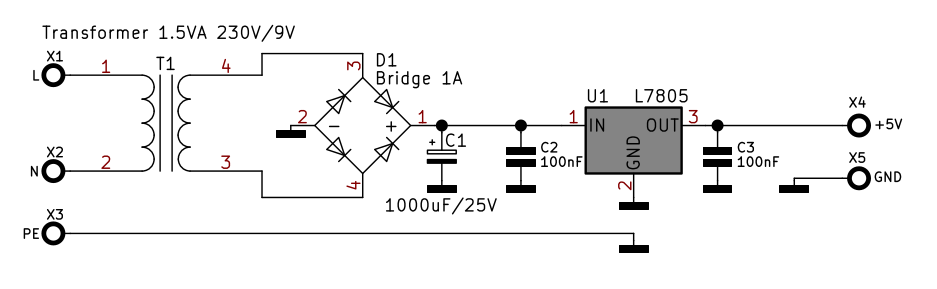 Transformer 1.5VA 230V/9V
X1
L
1
T1
4
3
D1
Bridge 1A
2
−
+
1
C1
+
1000uF/25V
4
X2
N
2
3
C2
100nF
U1
L7805
1
IN
OUT
3
GND
2
C3
100nF
X4
+5V
X5
GND
X3
PE